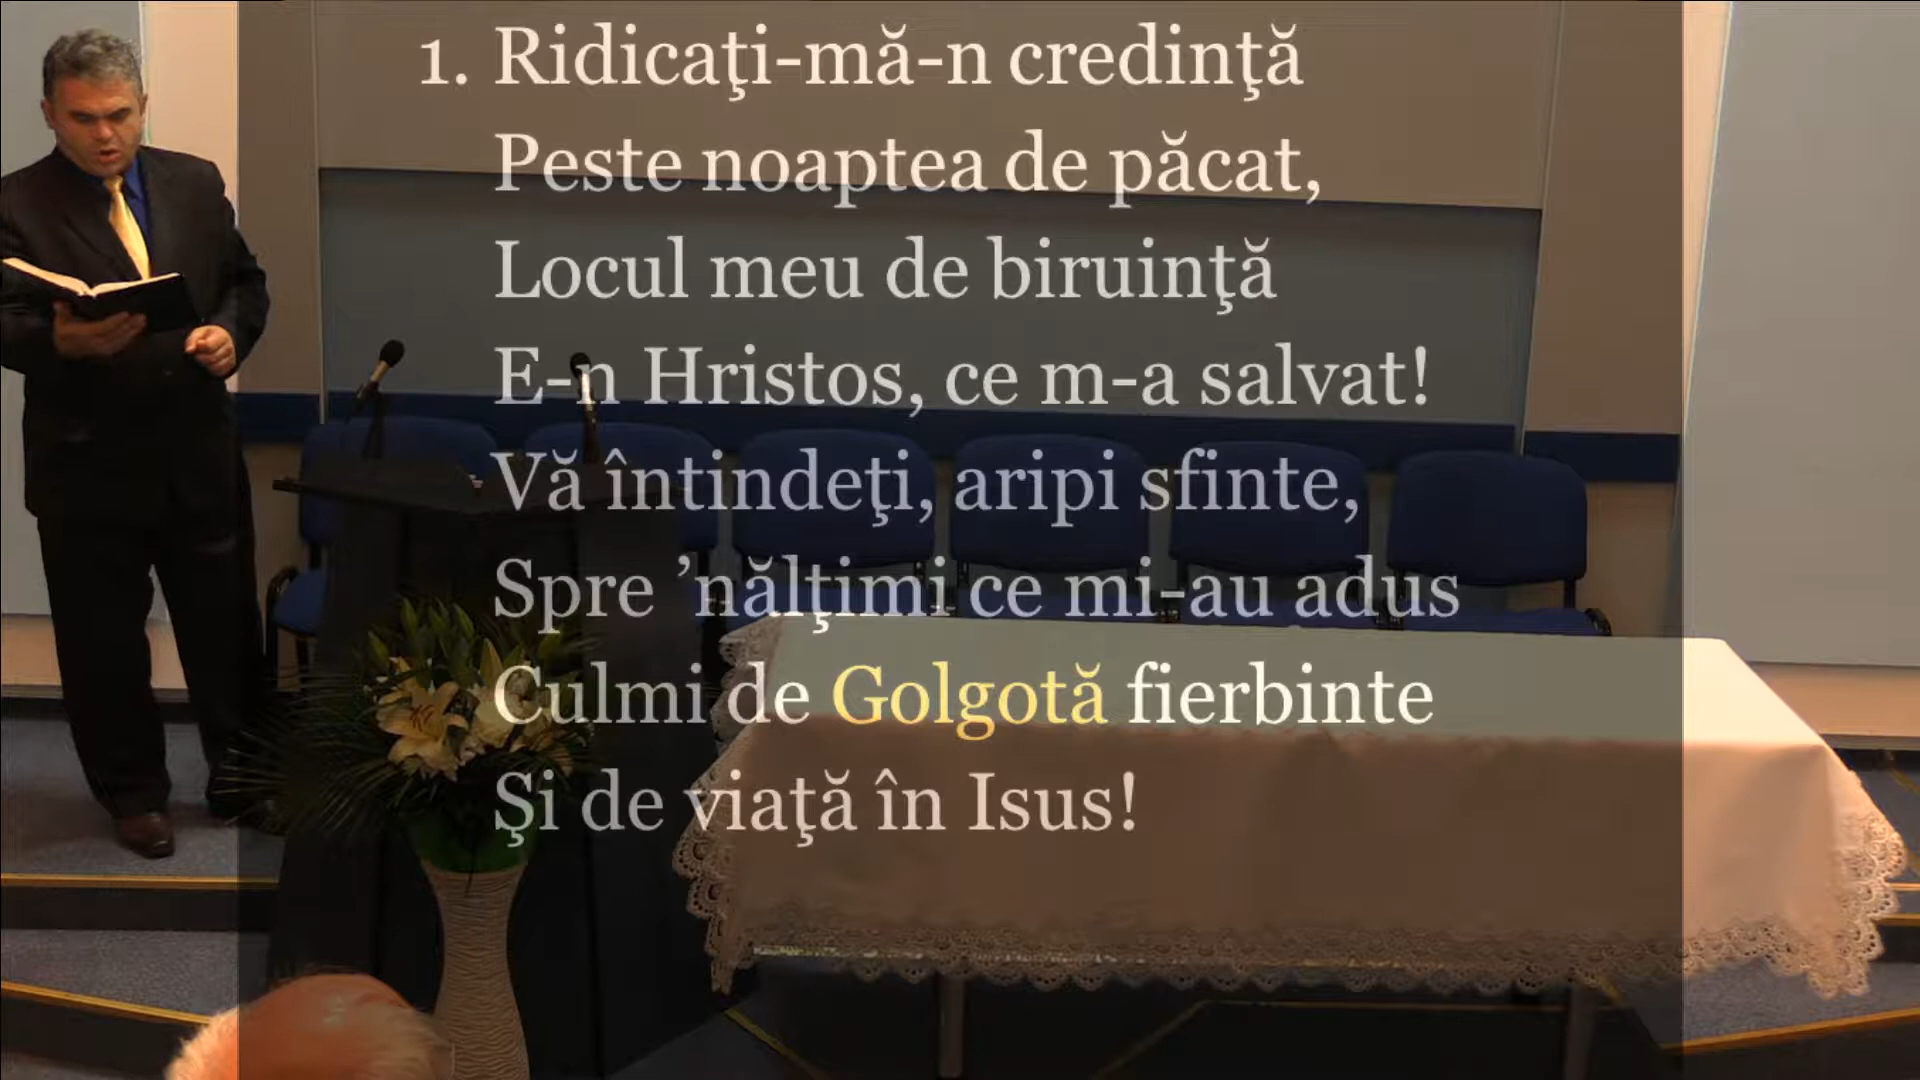 1. Ridicaţi-mă-n credinţă
Peste noaptea de păcat,
Locul meu de biruinţă
E-n Hristos, ce m-a salvat!
Vă întindeţi, aripi sfinte,
Spre ’nălţimi ce mi-au adus
Culmi de Golgotă fierbinte
Şi de viaţă în Isus!